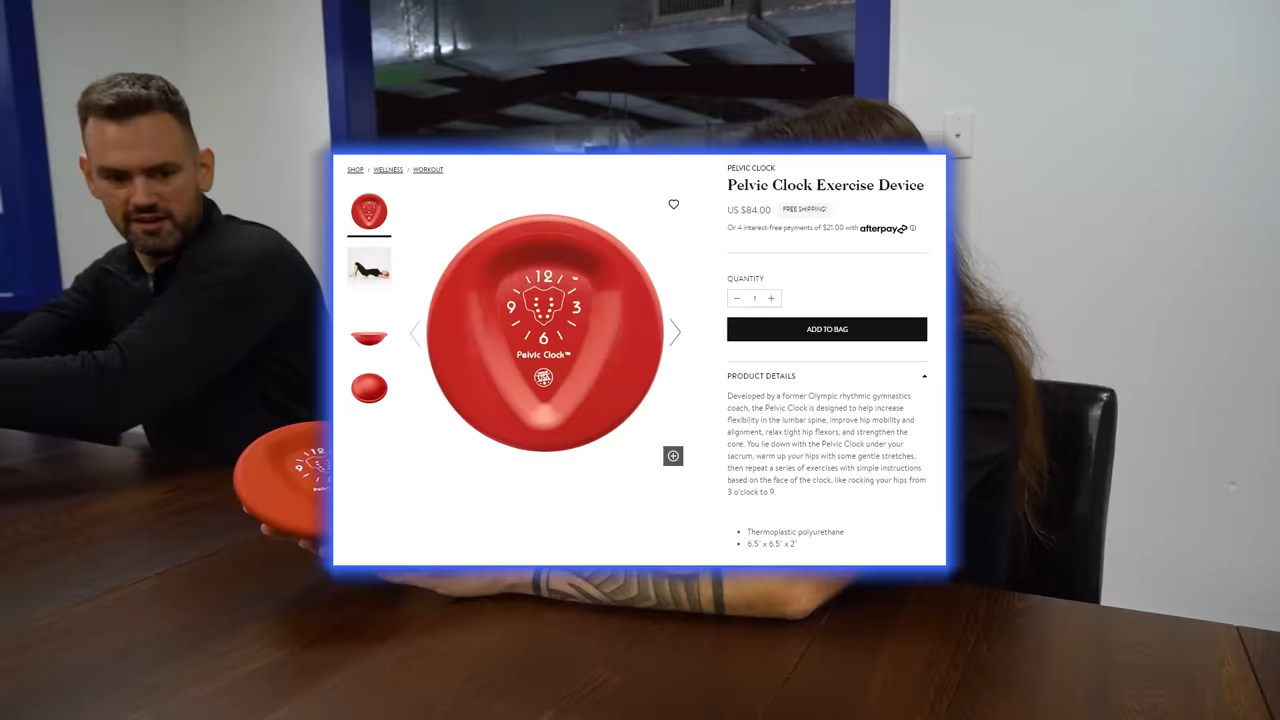 SHOP / WELLNESS / WORKOUT
PELVIC CLOCK
Pelvic Clock Exercise Device
US $84.00 FREE SHIPPING!
Or 4 interest-free payments of $21.00 with afterpay
QUANTITY
− 1 +
ADD TO BAG
PRODUCT DETAILS
Developed by a former Olympic rhythmic gymnastics
coach, the Pelvic Clock is designed to help increase
flexibility in the lumbar spine, improve hip mobility and
alignment, relax tight hip flexors, and strengthen the
core. You lie down with the Pelvic Clock under your
sacrum, warm up your hips with some gentle stretches,
then repeat a series of exercises with simple instructions
based on the face of the clock, like rocking your hips from
3 o'clock to 9.
• Thermoplastic polyurethane
• 6.5" x 6.5" x 2"
12
9 3
6
Pelvic Clock™
USA
12
9